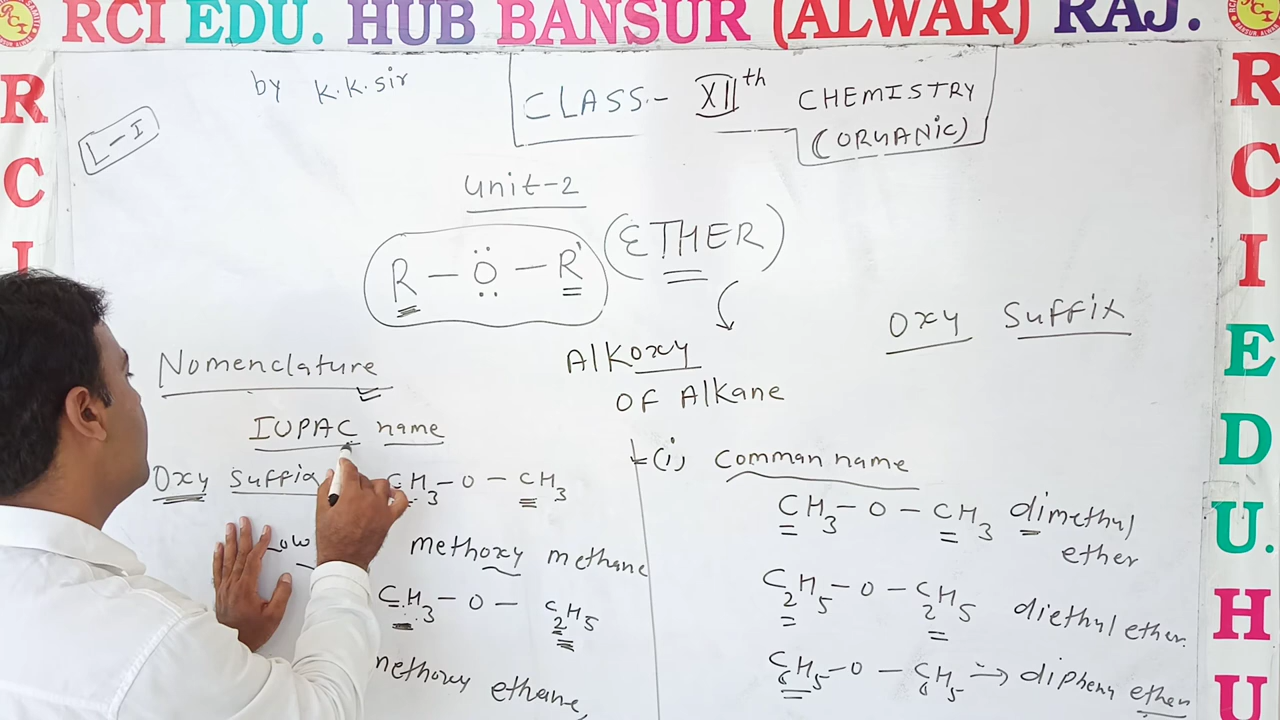 RCI EDU. HUB BANSUR (ALWAR) RAJ.
by K.K.Sir
L-I
CLASS:- XIIth CHEMISTRY
(ORGANIC)
Unit-2
R - O - R' (ETHER)
Alkoxy
OF Alkane
OXY Suffix
Nomenclature
IUPAC name
Oxy Suffix CH3-O-CH3
Low
methoxy methane
CH3-O-C2H5
methoxy ethane,
(i) Comman name
CH3-O-CH3 dimethyl
ether
C2H5-O-C2H5 diethyl ether.
C6H5-O-C6H5 → dipheny ether
R
C
I
R
C
I
E
D
U.
H
U